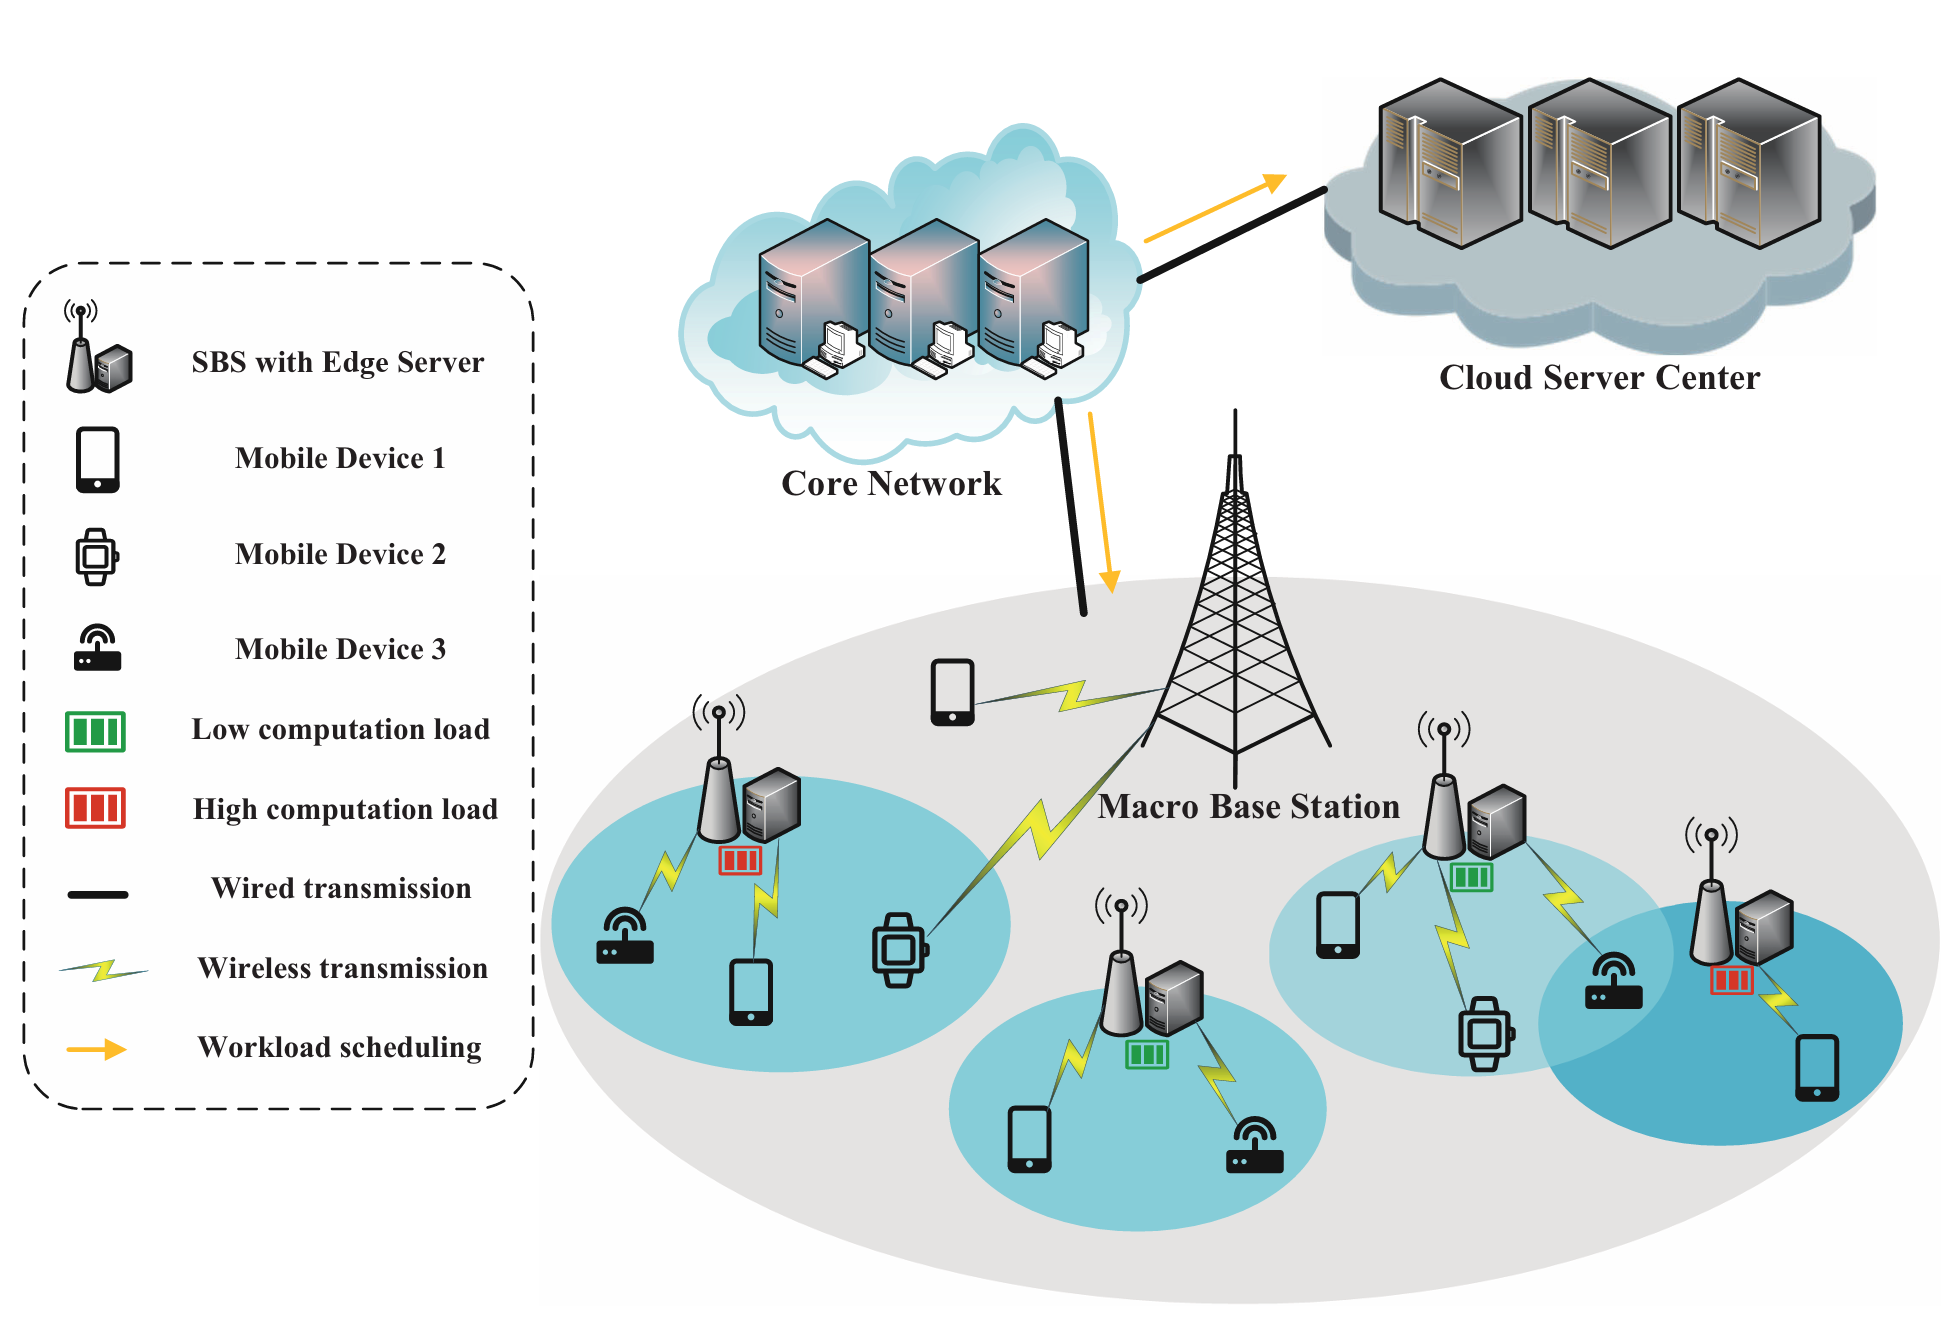 SBS with Edge Server
Mobile Device 1
Mobile Device 2
Mobile Device 3
Low computation load
High computation load
Wired transmission
Wireless transmission
Workload scheduling
Core Network
Cloud Server Center
Macro Base Station